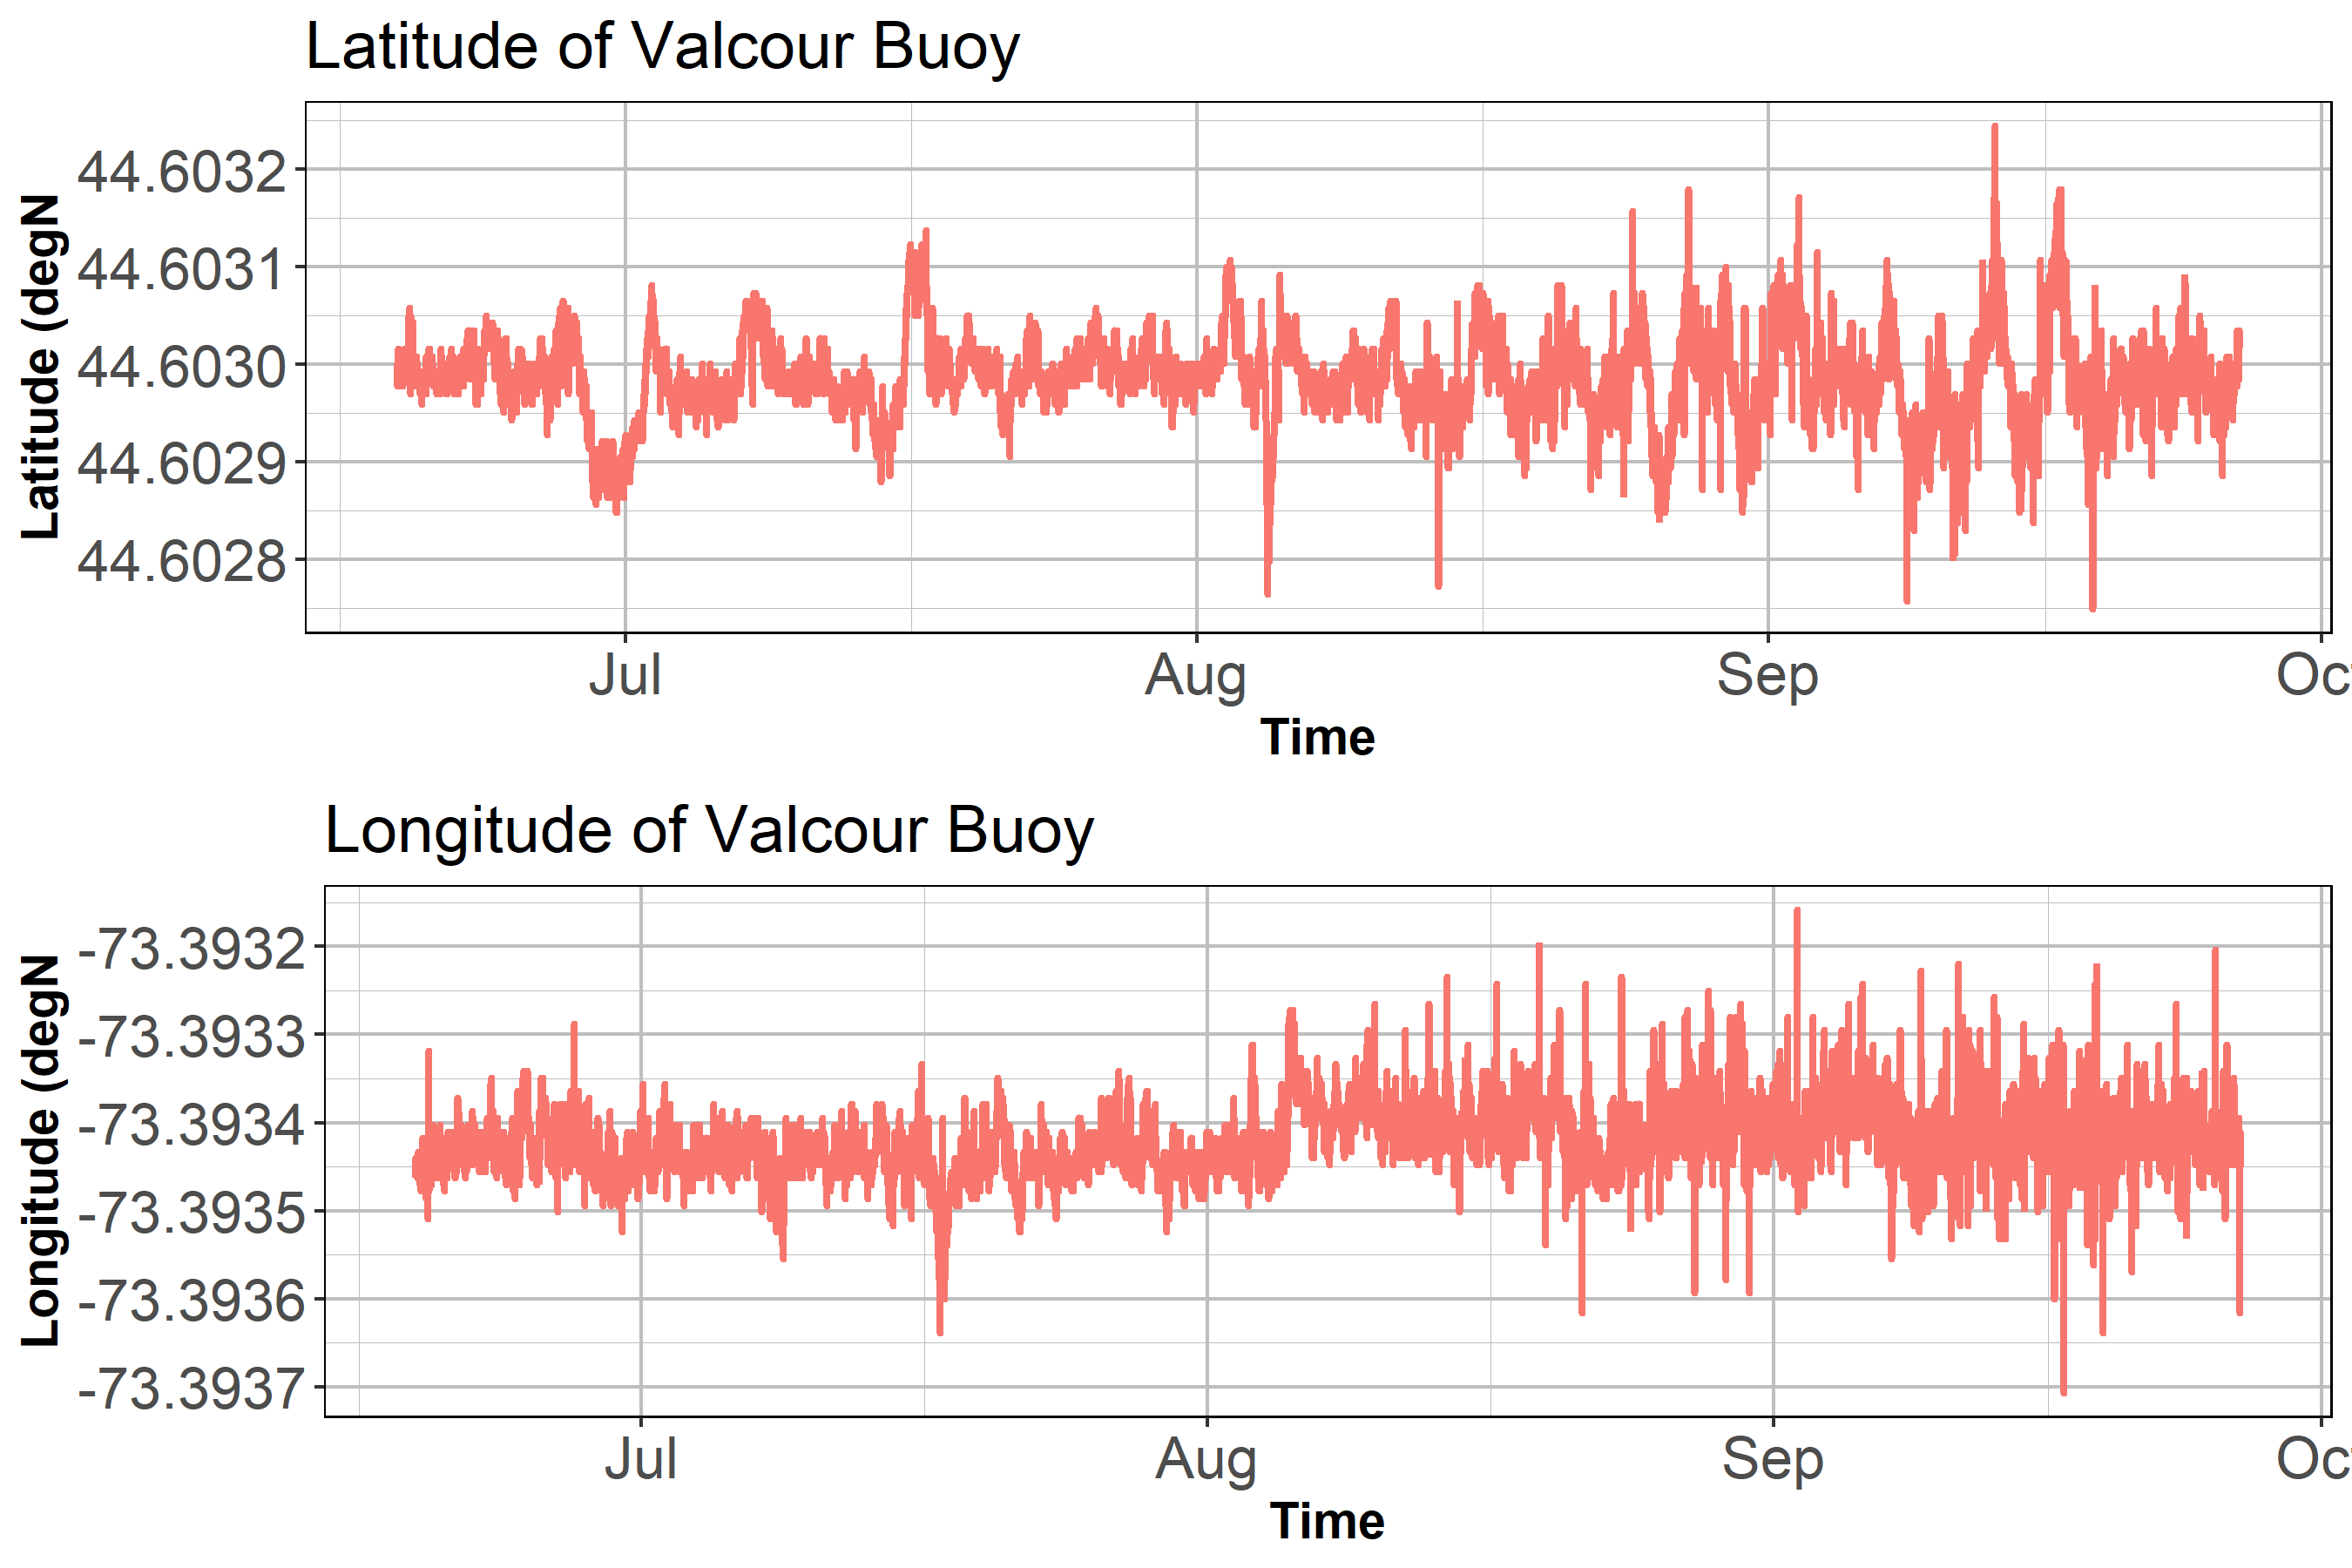 Latitude of Valcour Buoy
Latitude (degN
44.6032
44.6031
44.6030
44.6029
44.6028
Jul Aug Sep Oc
Time
Longitude of Valcour Buoy
Longitude (degN
-73.3932
-73.3933
-73.3934
-73.3935
-73.3936
-73.3937
Jul Aug Sep Oc
Time